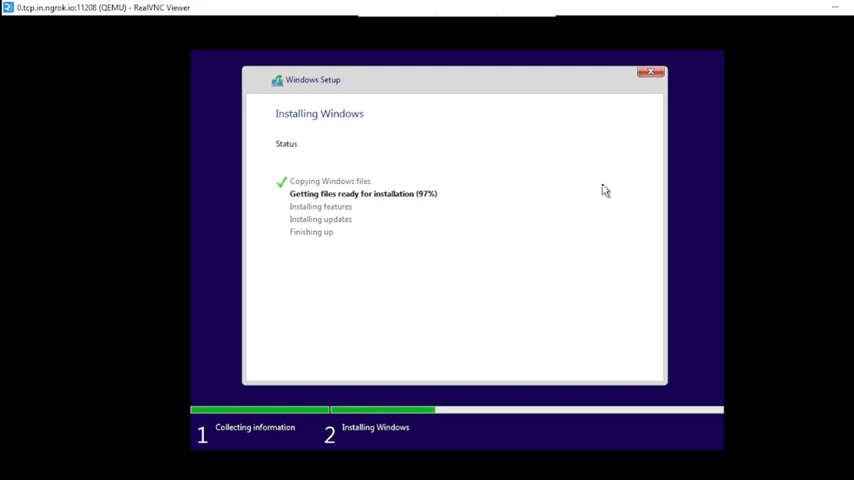 0.tcp.in.ngrok.io:11208 (QEMU) - RealVNC Viewer
Windows Setup
Installing Windows
Status
Copying Windows files
Getting files ready for installation (97%)
Installing features
Installing updates
Finishing up
1 Collecting information
2 Installing Windows